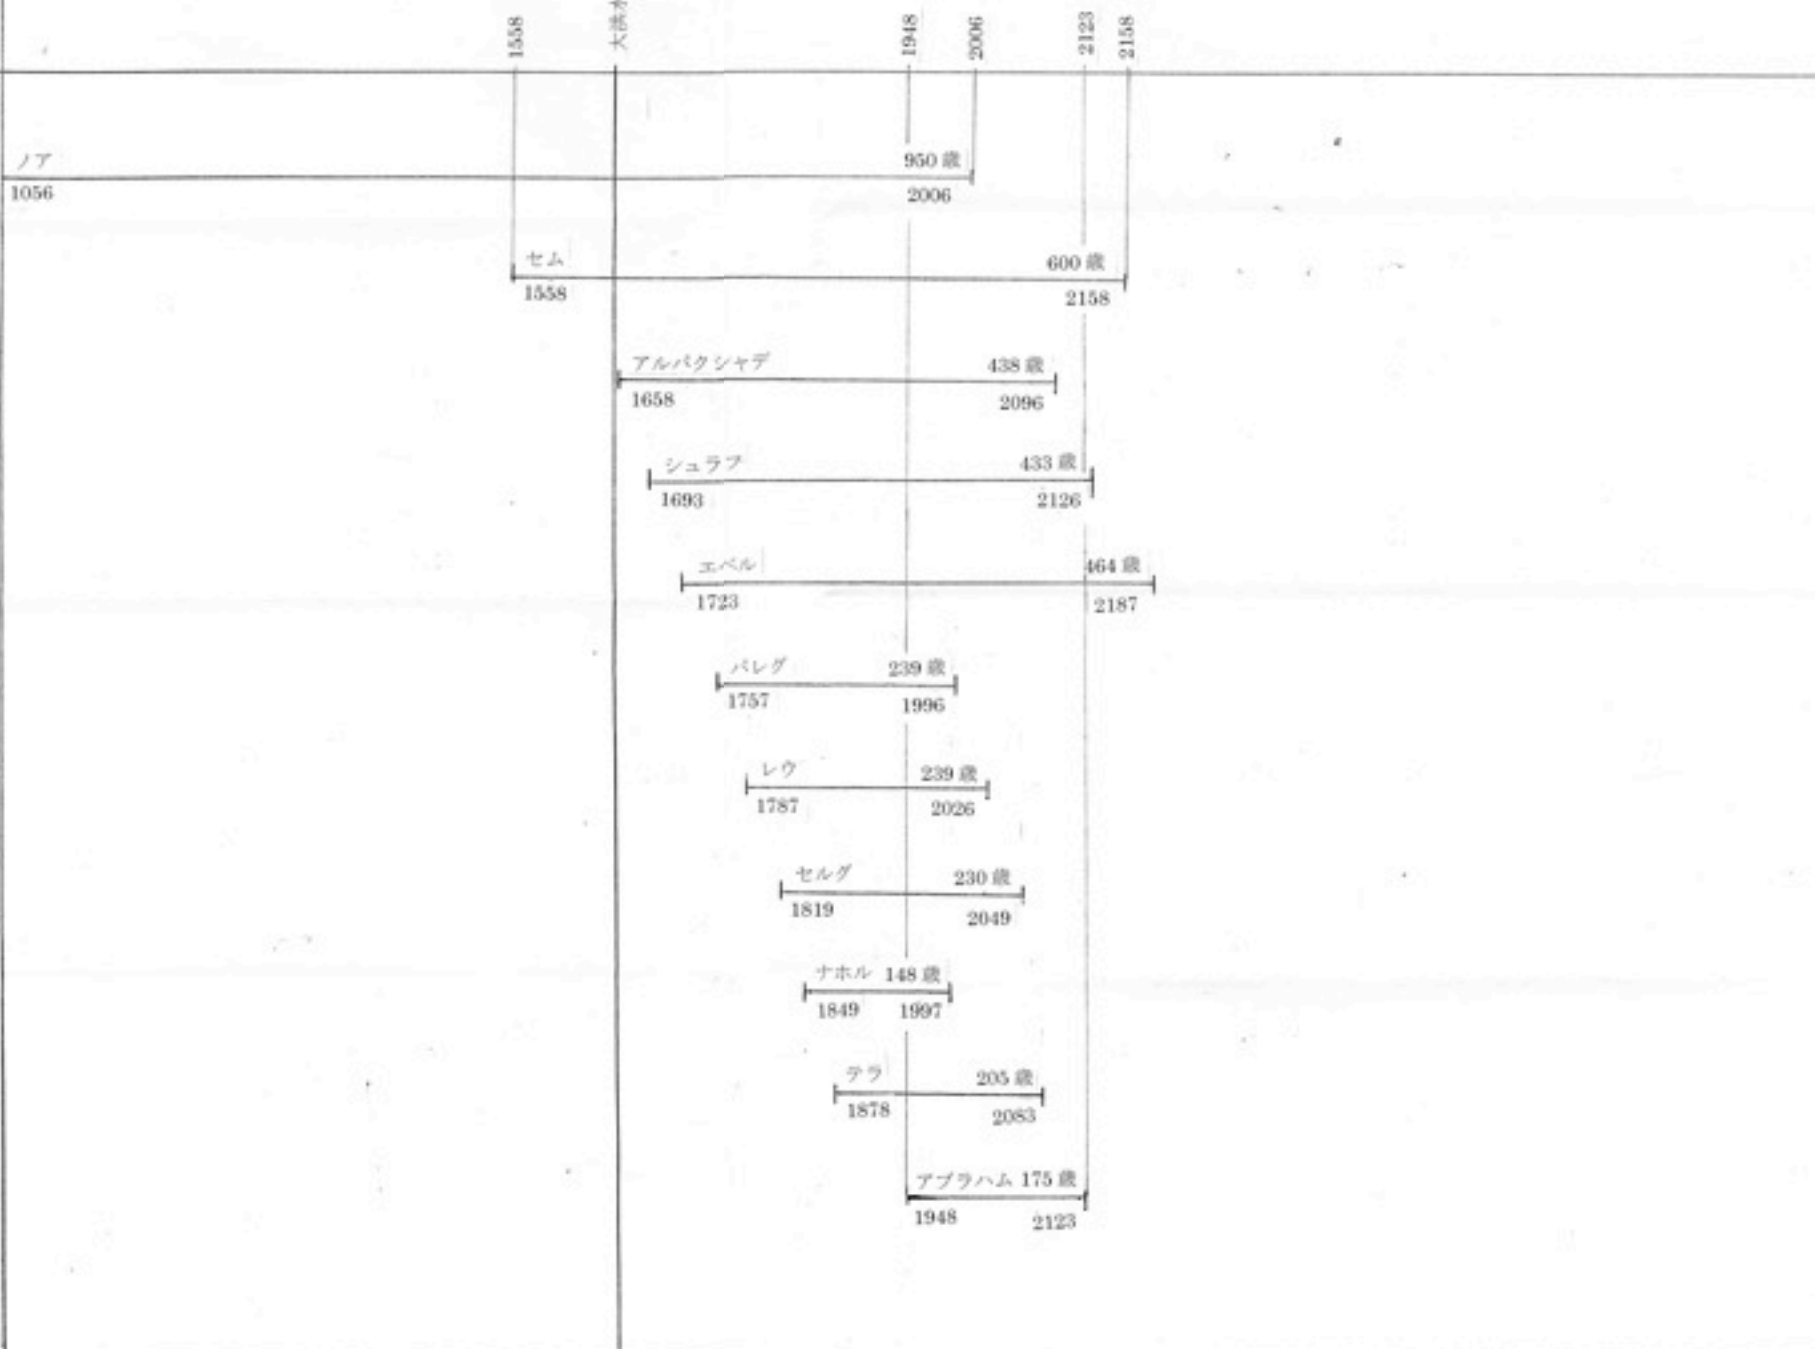 1558
大洪水
1948
2006
2123
2158
ノア
950 歳
1056
2006
セム
600 歳
1558
2158
アルパクシャデ
438 歳
1658
2096
シュラフ
433 歳
1693
2126
エベル
464 歳
1723
2187
パレグ
239 歳
1757
1996
レウ
239 歳
1787
2026
セルグ
230 歳
1819
2049
ナホル 148 歳
1849
1997
テラ
205 歳
1878
2083
アブラハム 175 歳
1948
2123